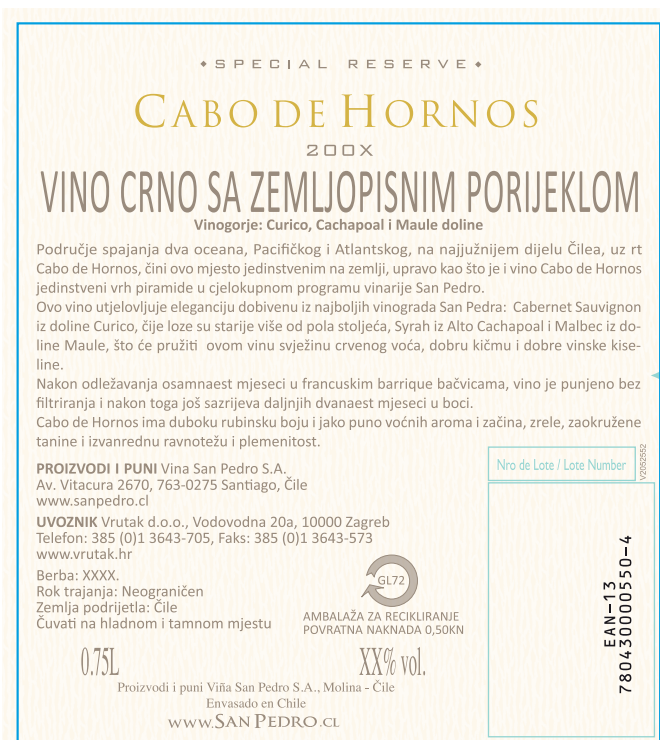 • SPECIAL RESERVE •
CABO DE HORNOS
200X
VINO CRNO SA ZEMLJOPISNIM PORIJEKLOM
Vinogorje: Curico, Cachapoal i Maule doline
Područje spajanja dva oceana, Pacifičkog i Atlantskog, na najjužnijem dijelu Čilea, uz rt
Cabo de Hornos, čini ovo mjesto jedinstvenim na zemlji, upravo kao što je i vino Cabo de Hornos
jedinstveni vrh piramide u cjelokupnom programu vinarije San Pedro.
Ovo vino utjelovljuje eleganciju dobivenu iz najboljih vinograda San Pedra: Cabernet Sauvignon
iz doline Curico, čije loze su starije više od pola stoljeća, Syrah iz Alto Cachapoal i Malbec iz do-
line Maule, što će pružiti ovom vinu svježinu crvenog voća, dobru kičmu i dobre vinske kise-
line.
Nakon odležavanja osamnaest mjeseci u francuskim barrique bačvicama, vino je punjeno bez
filtriranja i nakon toga još sazrijeva daljnjih dvanaest mjeseci u boci.
Cabo de Hornos ima duboku rubinsku boju i jako puno voćnih aroma i začina, zrele, zaokružene
tanine i izvanrednu ravnotežu i plemenitost.
PROIZVODI I PUNI Vina San Pedro S.A.
Av. Vitacura 2670, 763-0275 Santiago, Čile
www.sanpedro.cl
UVOZNIK Vrutak d.o.o., Vodovodna 20a, 10000 Zagreb
Telefon: 385 (0)1 3643-705, Faks: 385 (0)1 3643-573
www.vrutak.hr
Berba: XXXX.
Rok trajanja: Neograničen
Zemlja podrijetla: Čile
Čuvati na hladnom i tamnom mjestu
GL72
AMBALAŽA ZA RECIKLIRANJE
POVRATNA NAKNADA 0,50KN
0.75L
XX% vol.
Proizvodi i puni Viña San Pedro S.A., Molina - Čile
Envasado en Chile
WWW.SAN PEDRO.CL
Nro de Lote / Lote Number
V2052552
EAN-13
780430000550-4